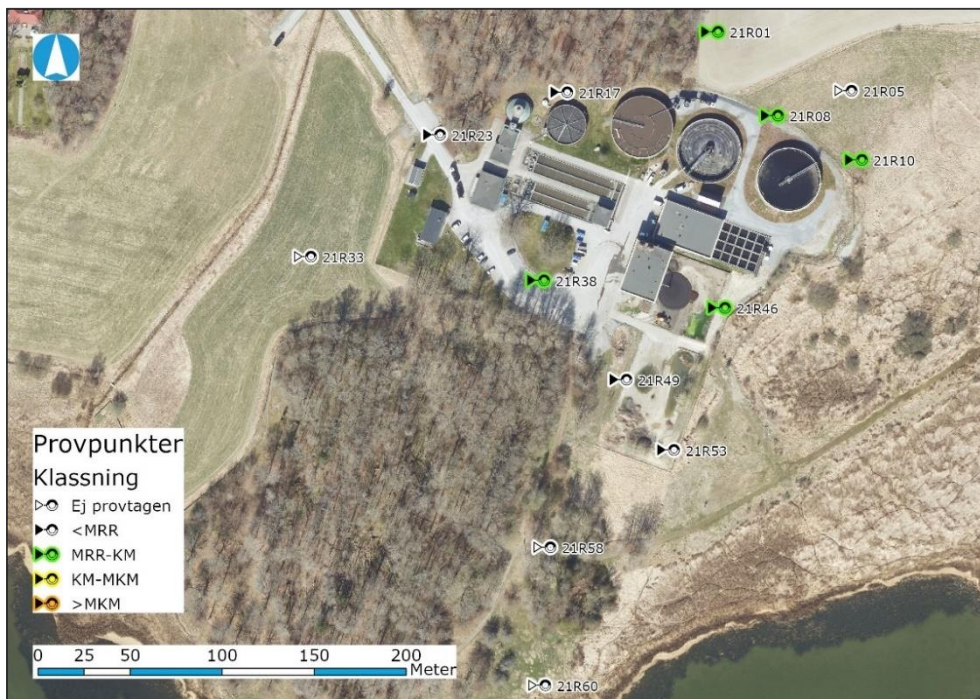 21R01
21R17
21R05
21R08
21R23
21R10
21R33
21R38
21R46
21R49
21R53
21R58
21R60
Provpunkter
Klassning
Ej provtagen
<MRR
MRR-KM
KM-MKM
>MKM
0 25 50 100 150 200
Meter